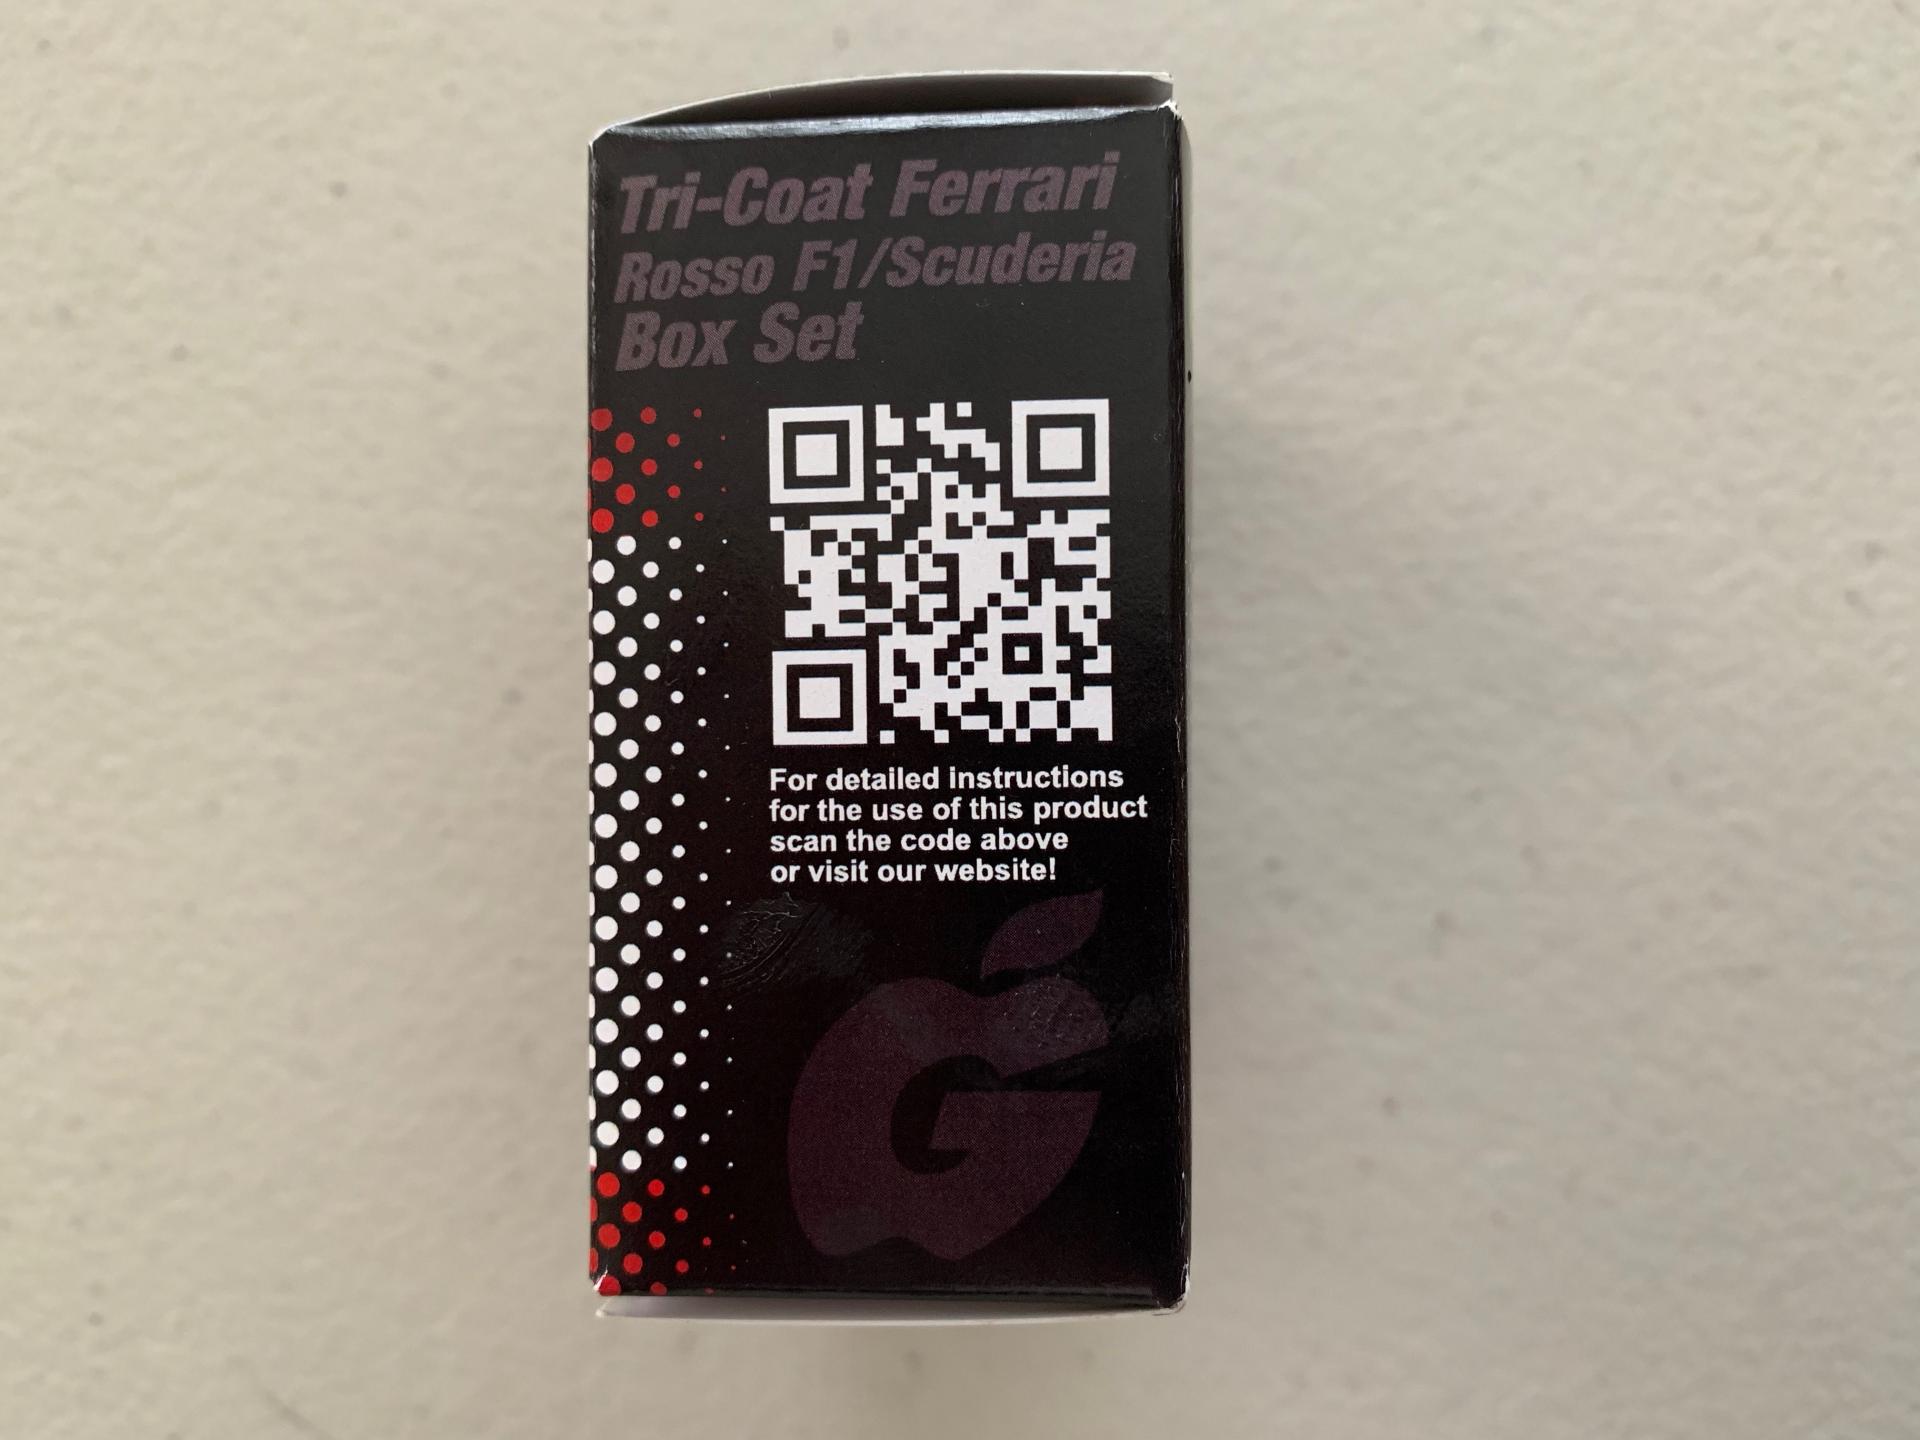 Tri-Coat Ferrari
Rosso F1/Scuderia
Box Set
For detailed instructions
for the use of this product
scan the code above
or visit our website!
G